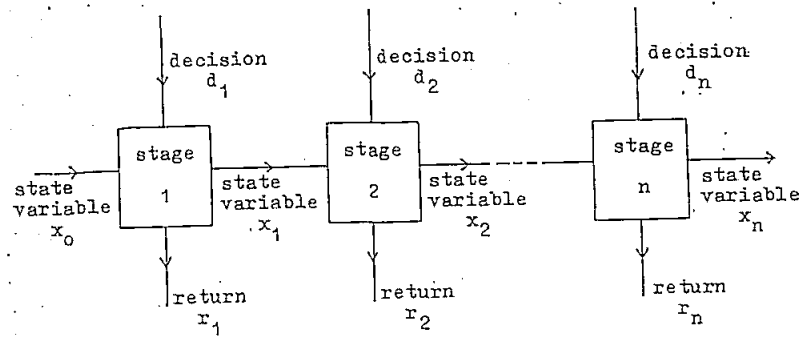 decision
d₁
decision
d₂
decision
dₙ
stage
1
stage
2
stage
n
state
variable
x₀
state
variable
x₁
state
variable
x₂
state
variable
xₙ
return
r₁
return
r₂
return
rₙ